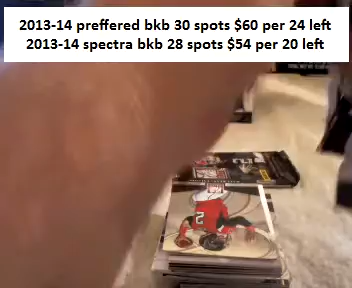 2013-14 preffered bkb 30 spots $60 per 24 left
2013-14 spectra bkb 28 spots $54 per 20 left